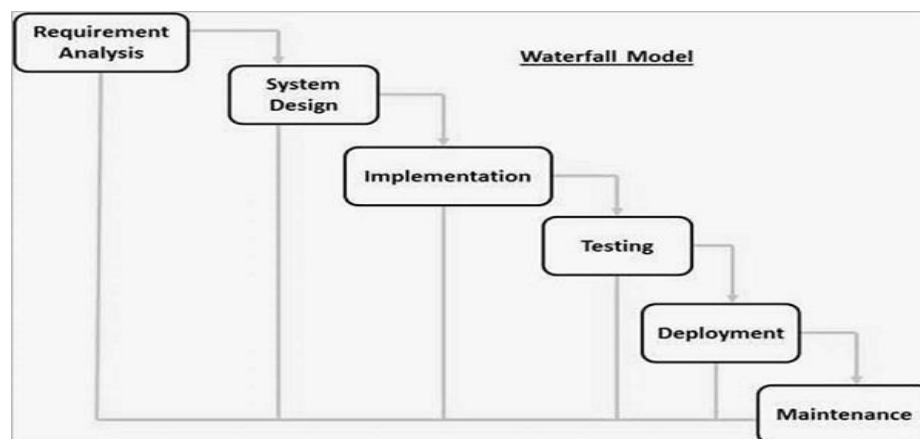 Requirement
Analysis
Waterfall Model
System
Design
Implementation
Testing
Deployment
Maintenance